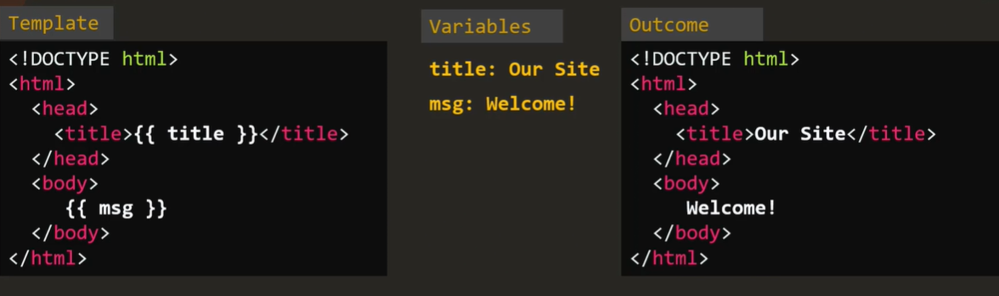 Template
<!DOCTYPE html>
<html>
  <head>
    <title>{{ title }}</title>
  </head>
  <body>
     {{ msg }}
  </body>
</html>
Variables
title: Our Site
msg: Welcome!
Outcome
<!DOCTYPE html>
<html>
  <head>
    <title>Our Site</title>
  </head>
  <body>
     Welcome!
  </body>
</html>